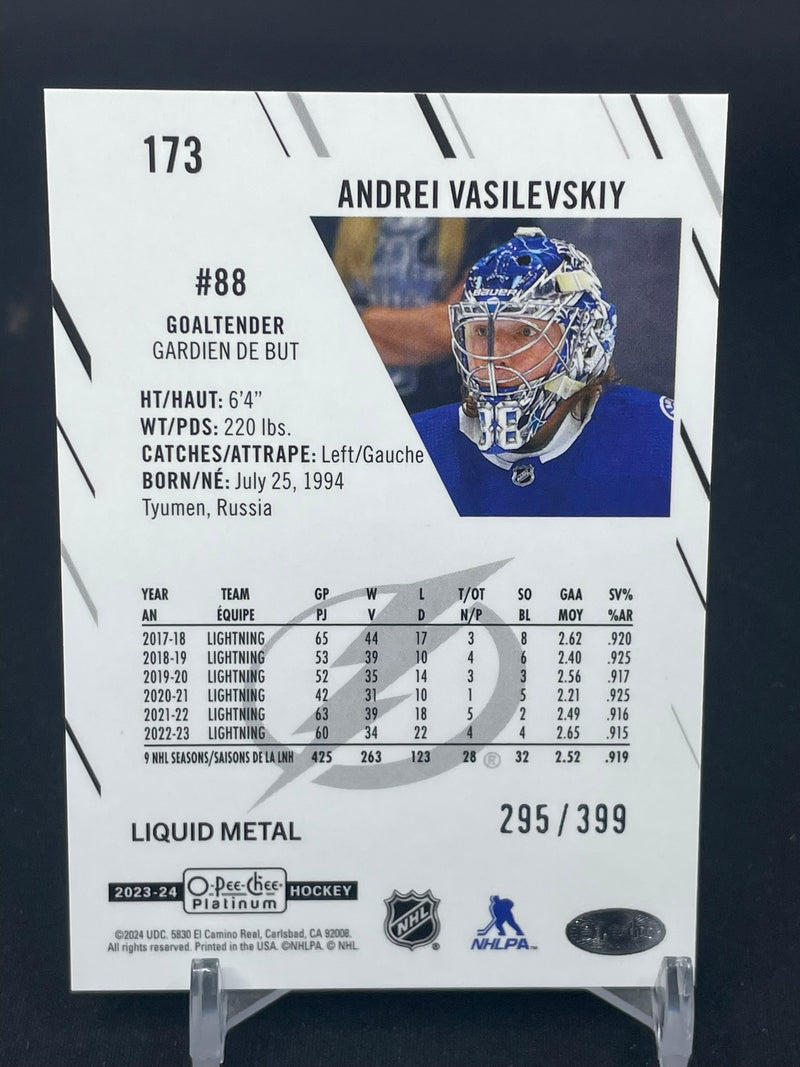 173
ANDREI VASILEVSKIY
BAUER
88
#88
GOALTENDER
GARDIEN DE BUT
HT/HAUT: 6'4"
WT/PDS: 220 lbs.
CATCHES/ATTRAPE: Left/Gauche
BORN/NÉ: July 25, 1994
Tyumen, Russia
YEAR TEAM GP W L T/OT SO GAA SV%
AN ÉQUIPE PJ V D N/P BL MOY %AR
2017-18 LIGHTNING 65 44 17 3 8 2.62 .920
2018-19 LIGHTNING 53 39 10 4 6 2.40 .925
2019-20 LIGHTNING 52 35 14 3 3 2.56 .917
2020-21 LIGHTNING 42 31 10 1 5 2.21 .925
2021-22 LIGHTNING 63 39 18 5 2 2.49 .916
2022-23 LIGHTNING 60 34 22 4 4 2.65 .915
9 NHL SEASONS/SAISONS DE LA LNH 425 263 123 28 32 2.52 .919
®
LIQUID METAL
295/399
2023-24 O-Pee-Chee Platinum HOCKEY
NHL ®
NHLPA™
©2024 UDC. 5830 El Camino Real, Carlsbad, CA 92008.
All rights reserved. Printed in the USA. ©NHLPA. © NHL.